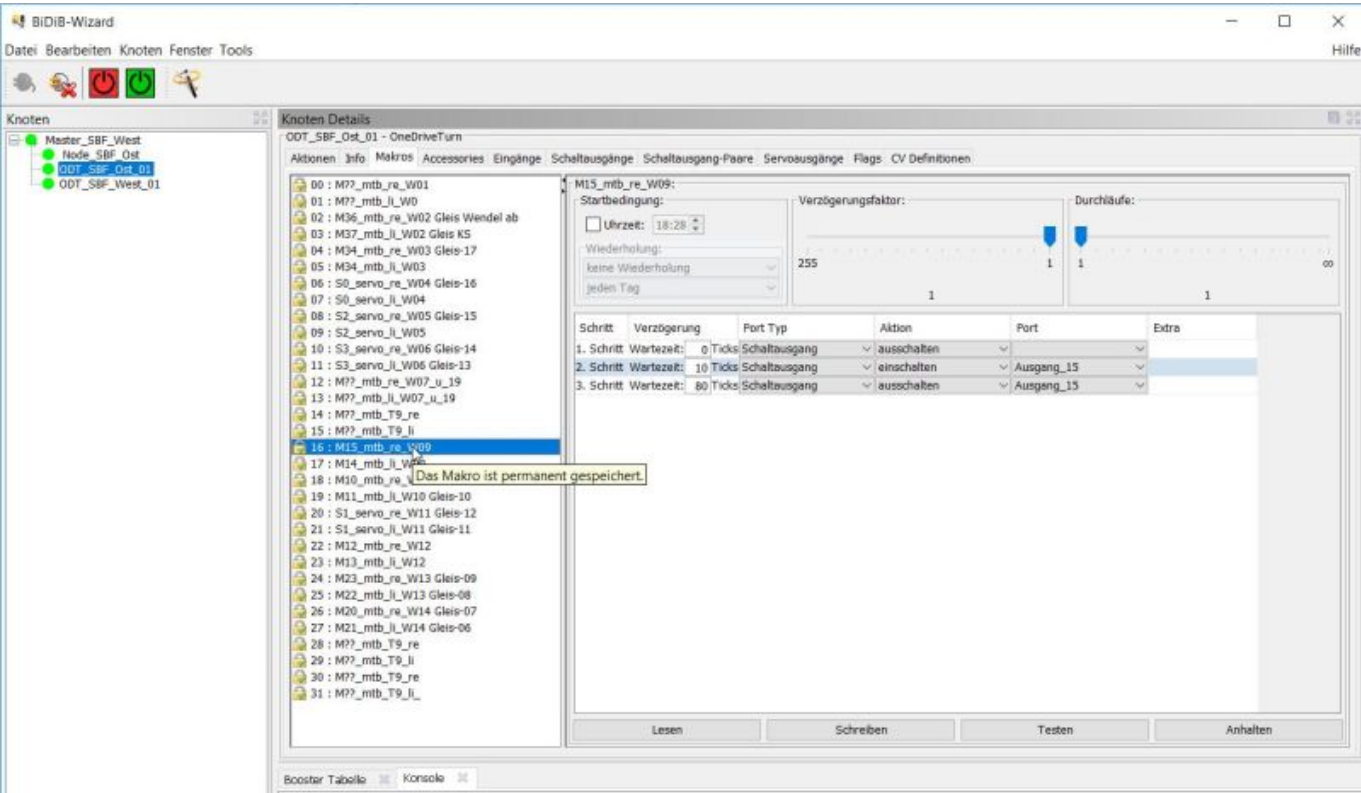 BiDiB-Wizard
Datei Bearbeiten Knoten Fenster Tools Hilfe
Knoten
Knoten Details
Master_SBF_West
Node_SBF_Ost
ODT_SBF_Ost_01
ODT_SBF_West_01
ODT_SBF_Ost_01 - OneDriveTurn
Aktionen Info Makros Accessories Eingänge Schaltausgänge Schaltausgang-Paare Servoausgänge Flags CV Definitionen
00 : M??_mtb_re_W01
01 : M??_mtb_li_W0
02 : M36_mtb_re_W02 Gleis Wendel ab
03 : M37_mtb_li_W02 Gleis KS
04 : M34_mtb_re_W03 Gleis-17
05 : M34_mtb_li_W03
06 : S0_servo_re_W04 Gleis-16
07 : S0_servo_li_W04
08 : S2_servo_re_W05 Gleis-15
09 : S2_servo_li_W05
10 : S3_servo_re_W06 Gleis-14
11 : S3_servo_li_W06 Gleis-13
12 : M??_mtb_re_W07_u_19
13 : M??_mtb_li_W07_u_19
14 : M??_mtb_T9_re
15 : M??_mtb_T9_li
16 : M15_mtb_re_W09
17 : M14_mtb_li_
18 : M10_mtb_re_
Das Makro ist permanent gespeichert.
19 : M11_mtb_li_W10 Gleis-10
20 : S1_servo_re_W11 Gleis-12
21 : S1_servo_li_W11 Gleis-11
22 : M12_mtb_re_W12
23 : M13_mtb_li_W12
24 : M23_mtb_re_W13 Gleis-09
25 : M22_mtb_li_W13 Gleis-08
26 : M20_mtb_re_W14 Gleis-07
27 : M21_mtb_li_W14 Gleis-06
28 : M??_mtb_T9_re
29 : M??_mtb_T9_li
30 : M??_mtb_T9_re
31 : M??_mtb_T9_li_
M15_mtb_re_W09:
Startbedingung:
Uhrzeit: 18:28
Wiederholung:
keine Wiederholung
jeden Tag
Verzögerungsfaktor:
255 1
1
Durchläufe:
1 ∞
1
Schritt Verzögerung Port Typ Aktion Port Extra
1. Schritt Wartezeit: 0 Ticks Schaltausgang ausschalten
2. Schritt Wartezeit: 10 Ticks Schaltausgang einschalten Ausgang_15
3. Schritt Wartezeit: 80 Ticks Schaltausgang ausschalten Ausgang_15
Lesen Schreiben Testen Anhalten
Booster Tabelle Konsole